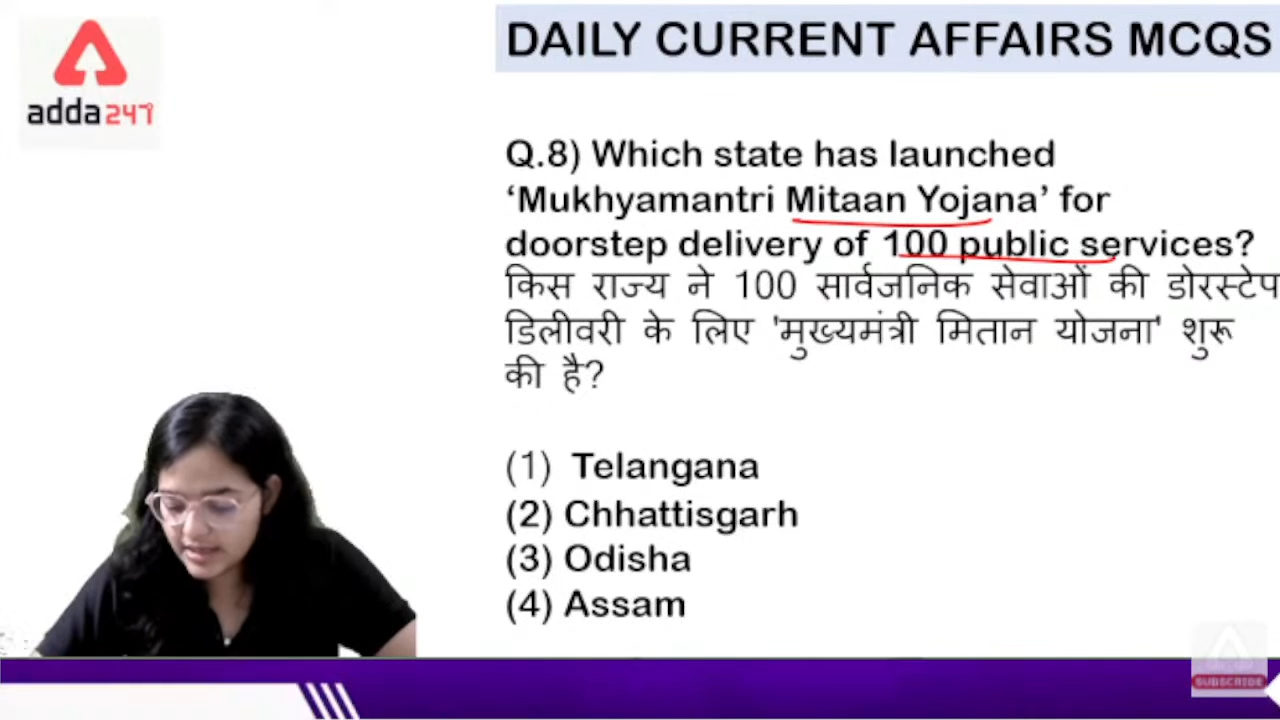 DAILY CURRENT AFFAIRS MCQS
adda247
Q.8) Which state has launched
‘Mukhyamantri Mitaan Yojana’ for
doorstep delivery of 100 public services?
किस राज्य ने 100 सार्वजनिक सेवाओं की डोरस्टेप
डिलीवरी के लिए 'मुख्यमंत्री मितान योजना' शुरू
की है?
(1) Telangana
(2) Chhattisgarh
(3) Odisha
(4) Assam
SUBSCRIBE